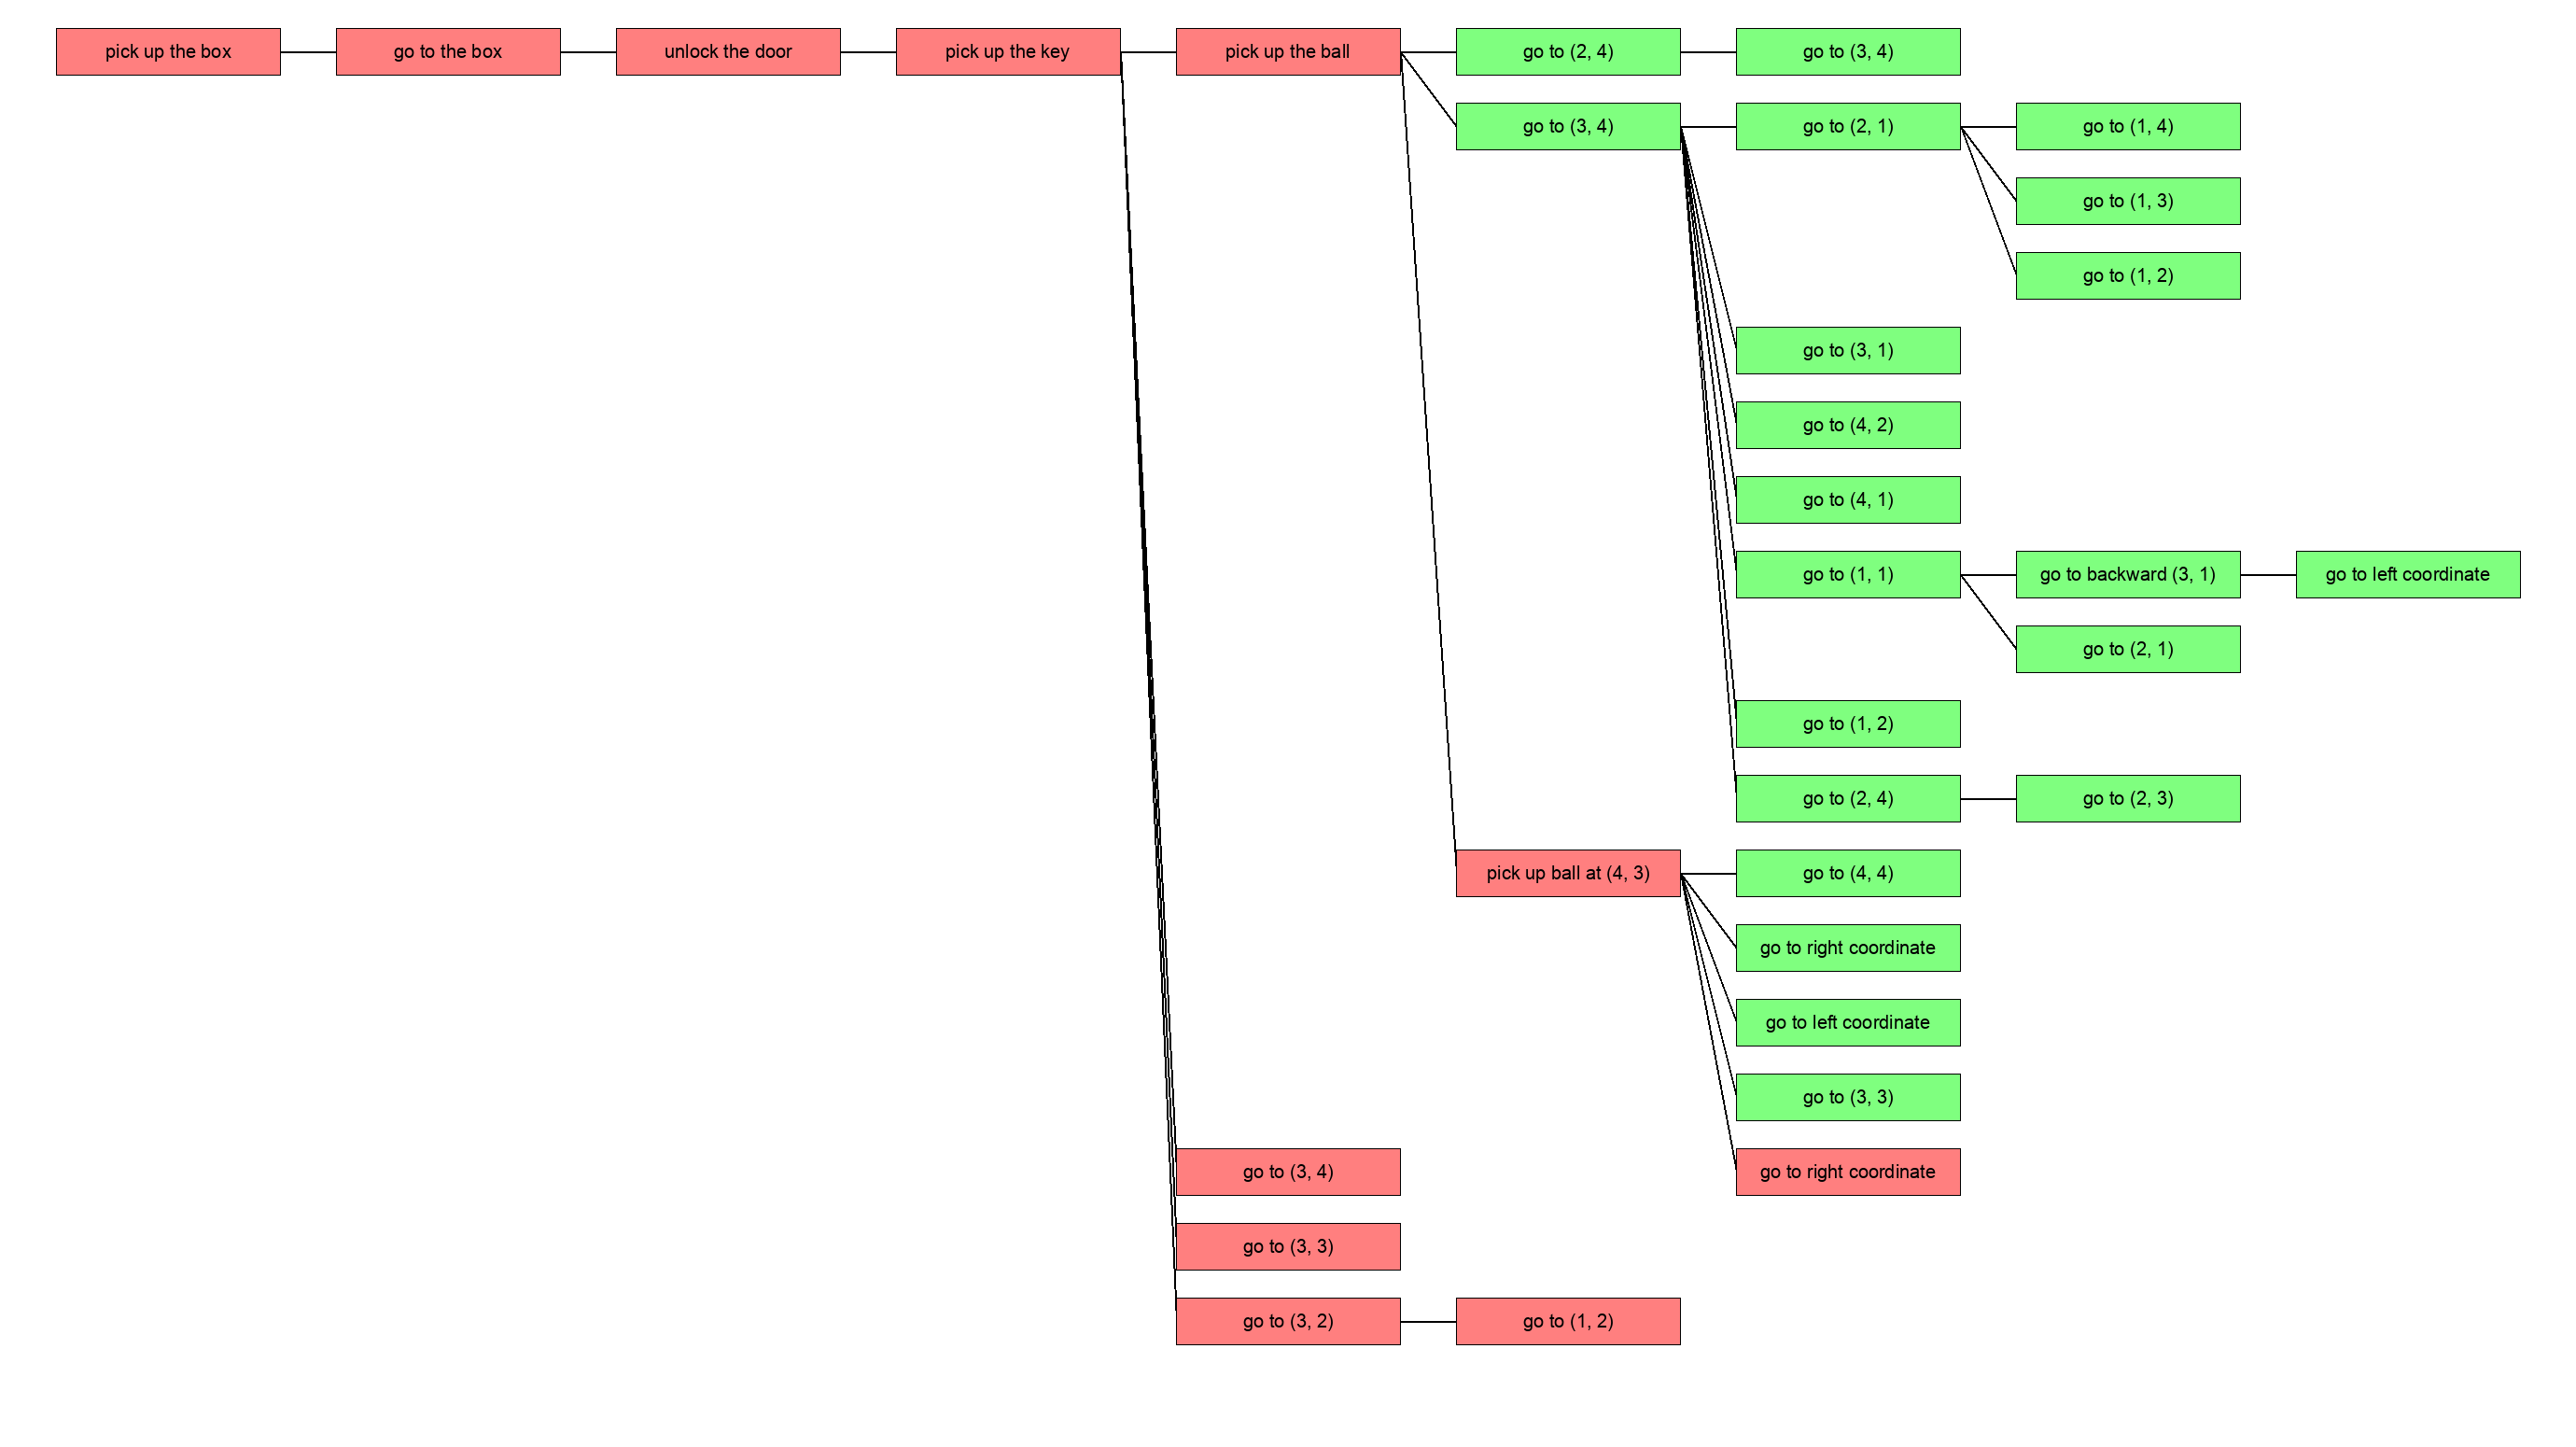 pick up the box
go to the box
unlock the door
pick up the key
pick up the ball
go to (2, 4)
go to (3, 4)
go to (3, 4)
go to (2, 1)
go to (1, 4)
go to (1, 3)
go to (1, 2)
go to (3, 1)
go to (4, 2)
go to (4, 1)
go to (1, 1)
go to backward (3, 1)
go to left coordinate
go to (2, 1)
go to (1, 2)
go to (2, 4)
go to (2, 3)
pick up ball at (4, 3)
go to (4, 4)
go to right coordinate
go to left coordinate
go to (3, 3)
go to (3, 4)
go to right coordinate
go to (3, 3)
go to (3, 2)
go to (1, 2)